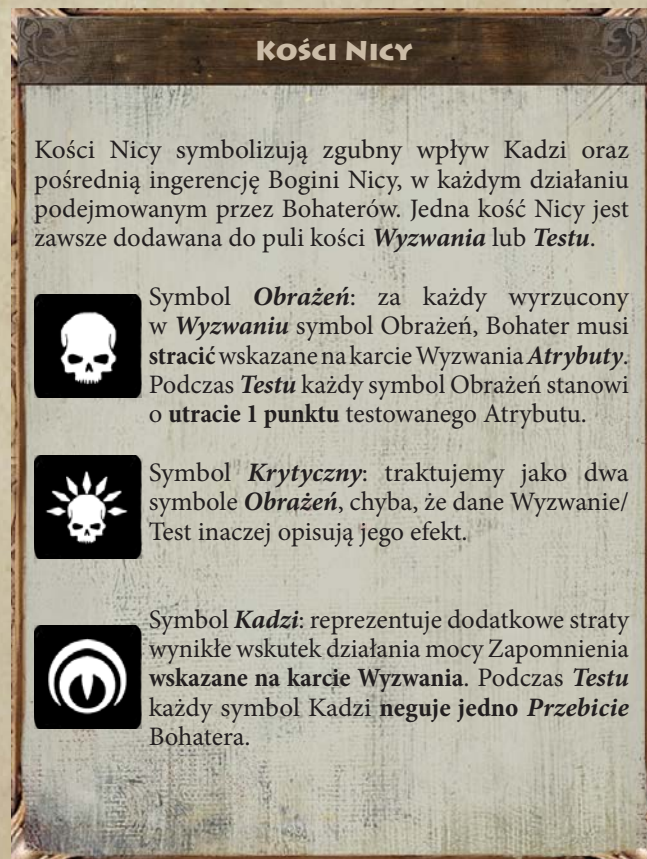 Kości Nicy
Kości Nicy symbolizują zgubny wpływ Kadzi oraz
pośrednią ingerencję Bogini Nicy, w każdym działaniu
podejmowanym przez Bohaterów. Jedna kość Nicy jest
zawsze dodawana do puli kości Wyzwania lub Testu.
Symbol Obrażeń: za każdy wyrzucony
w Wyzwaniu symbol Obrażeń, Bohater musi
stracić wskazane na karcie Wyzwania Atrybuty.
Podczas Testu każdy symbol Obrażeń stanowi
o utracie 1 punktu testowanego Atrybutu.
Symbol Krytyczny: traktujemy jako dwa
symbole Obrażeń, chyba, że dane Wyzwanie/
Test inaczej opisują jego efekt.
Symbol Kadzi: reprezentuje dodatkowe straty
wynikłe wskutek działania mocy Zapomnienia
wskazane na karcie Wyzwania. Podczas Testu
każdy symbol Kadzi neguje jedno Przebicie
Bohatera.